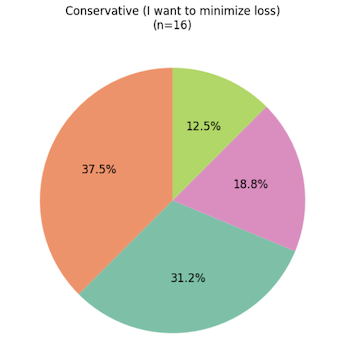 Conservative (I want to minimize loss)
(n=16)
12.5%
37.5%
18.8%
31.2%